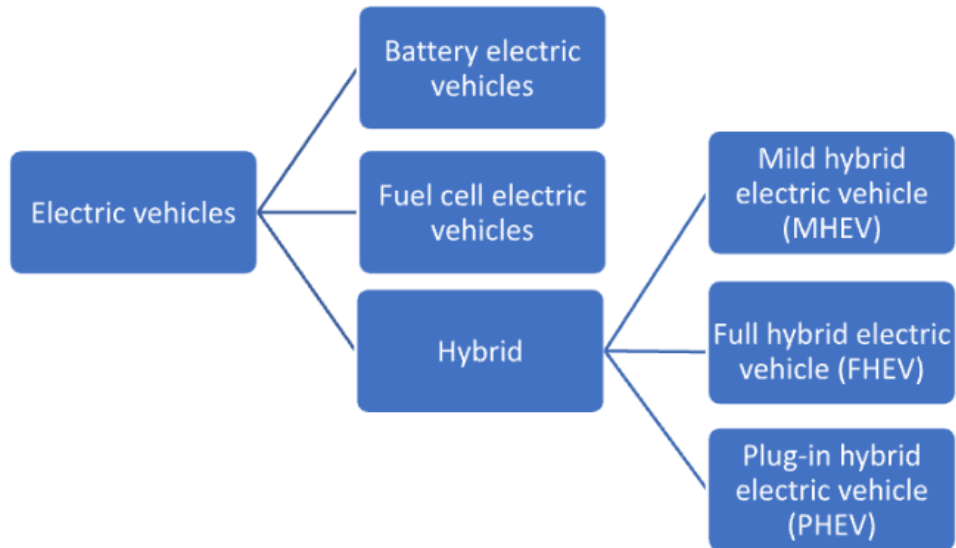 Electric vehicles
Battery electric
vehicles
Fuel cell electric
vehicles
Hybrid
Mild hybrid
electric vehicle
(MHEV)
Full hybrid electric
vehicle (FHEV)
Plug-in hybrid
electric vehicle
(PHEV)